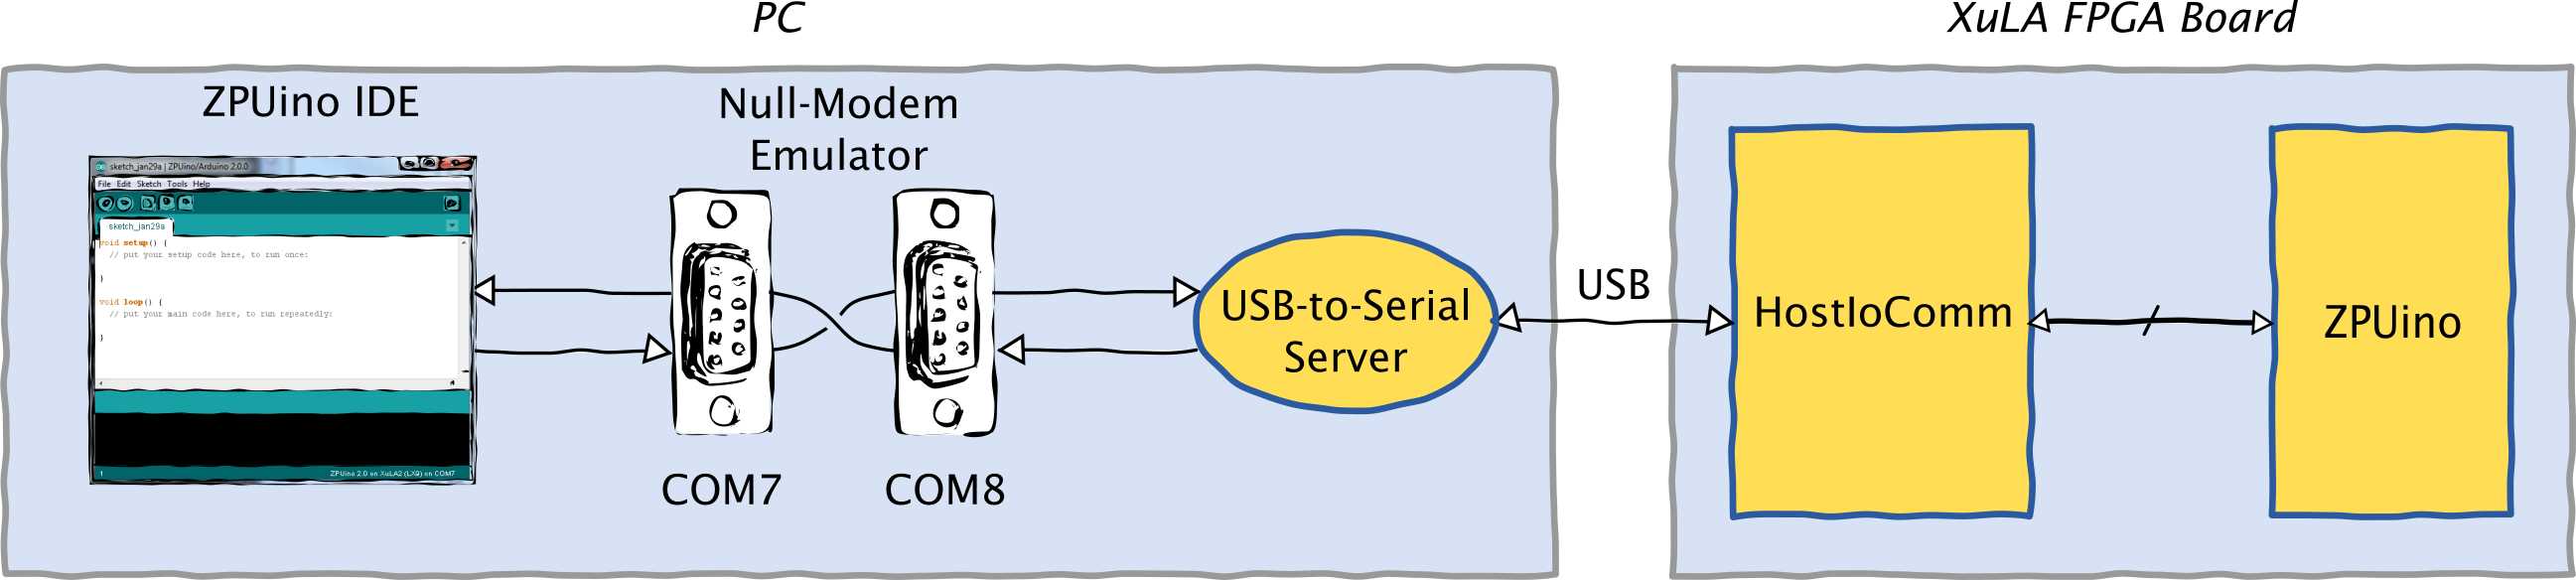 PC
XuLA FPGA Board
ZPUino IDE
Null-Modem
Emulator
sketch_jan29a | ZPUino/Arduino 2.0.0
File Edit Sketch Tools Help
sketch_jan29a
void setup() {
// put your setup code here, to run once:
}
void loop() {
// put your main code here, to run repeatedly:
}
1
ZPUino 2.0 on XuLA2 (LX9) on COM7
COM7
COM8
USB-to-Serial
Server
USB
HostIoComm
ZPUino